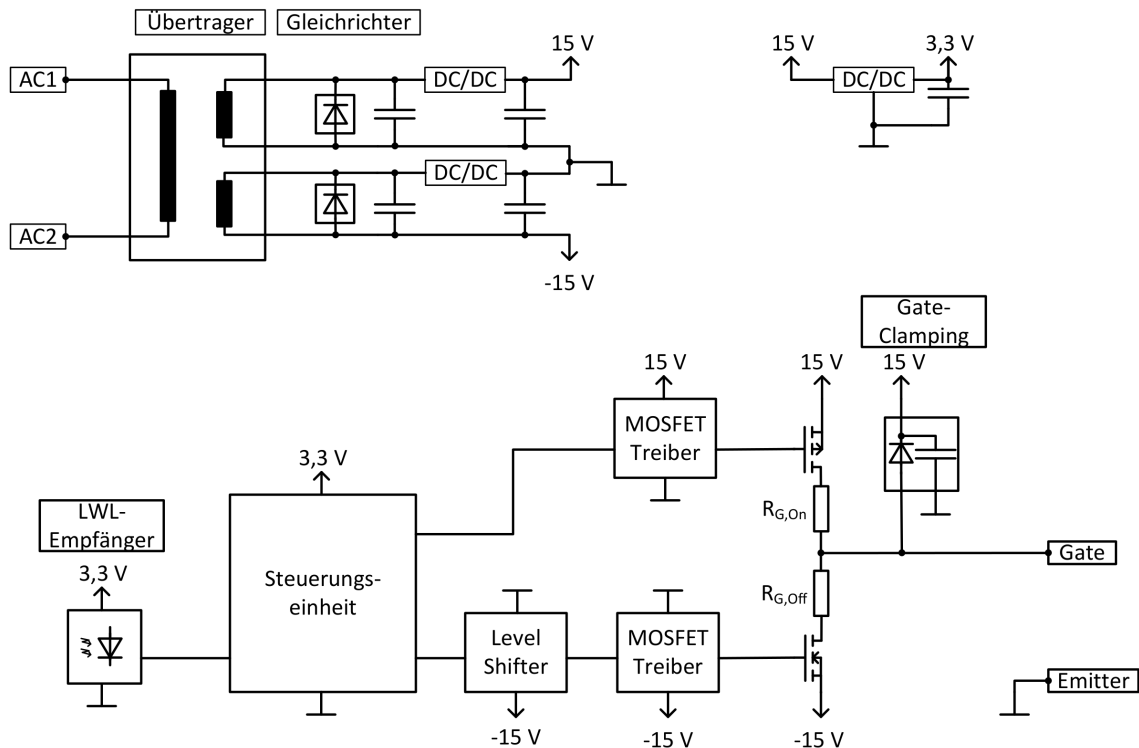 Übertrager
Gleichrichter
15 V
15 V
3,3 V
AC1
DC/DC
DC/DC
DC/DC
AC2
-15 V
Gate-
Clamping
15 V
15 V
15 V
MOSFET
Treiber
3,3 V
LWL-
Empfänger
3,3 V
R_G,On
Steuerungs-
einheit
Gate
R_G,Off
Level
Shifter
MOSFET
Treiber
Emitter
-15 V
-15 V
-15 V